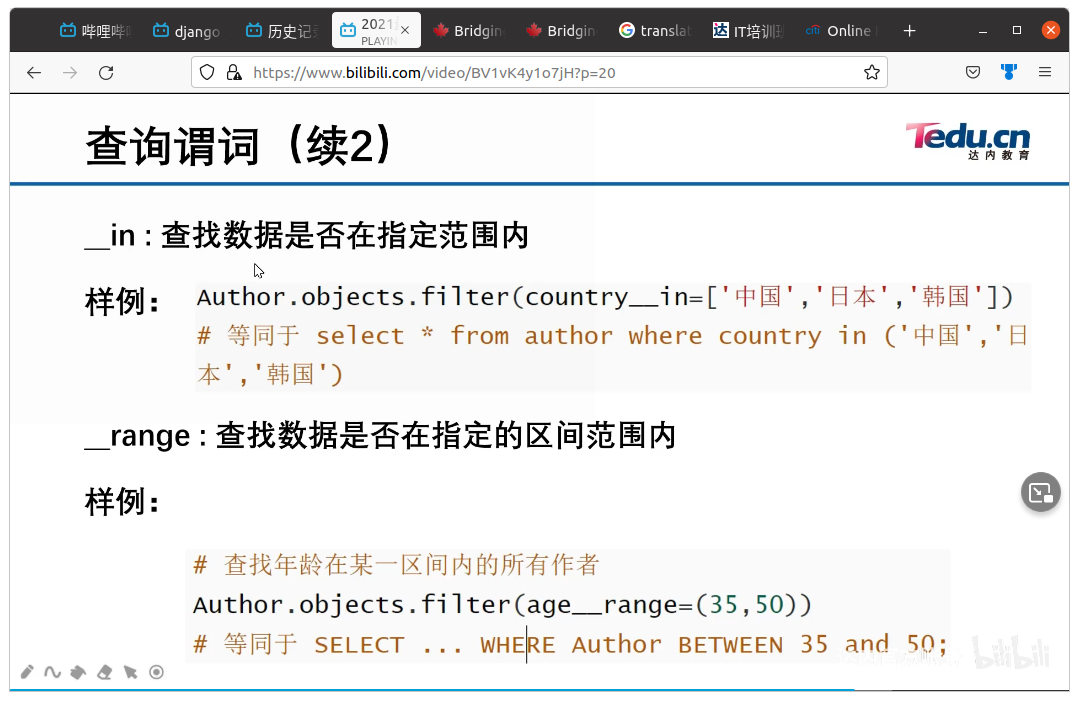 哔哩哔
django
历史记
2021
PLAYIN
Bridgin
Bridgin
translat
IT培训班
citi Online
https://www.bilibili.com/video/BV1vK4y1o7jH?p=20
查询谓词（续2）
Tedu.cn
达内教育
__in : 查找数据是否在指定范围内
样例：
Author.objects.filter(country__in=['中国','日本','韩国'])
# 等同于 select * from author where country in ('中国','日
本','韩国')
__range : 查找数据是否在指定的区间范围内
样例：
# 查找年龄在某一区间内的所有作者
Author.objects.filter(age__range=(35,50))
# 等同于 SELECT ... WHERE Author BETWEEN 35 and 50;
bilibili